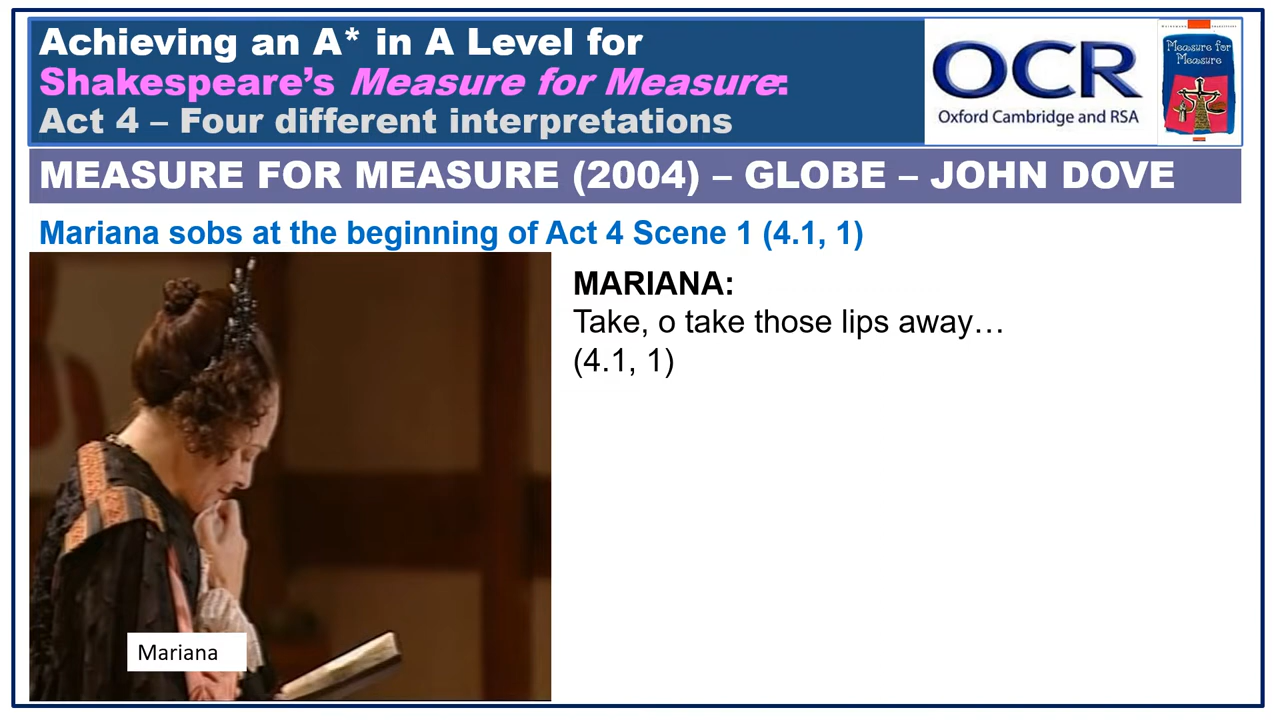 Achieving an A* in A Level for
Shakespeare's Measure for Measure:
Act 4 – Four different interpretations
OCR
Oxford Cambridge and RSA
Measure for
Measure
MEASURE FOR MEASURE (2004) – GLOBE – JOHN DOVE
Mariana sobs at the beginning of Act 4 Scene 1 (4.1, 1)
MARIANA:
Take, o take those lips away…
(4.1, 1)
Mariana